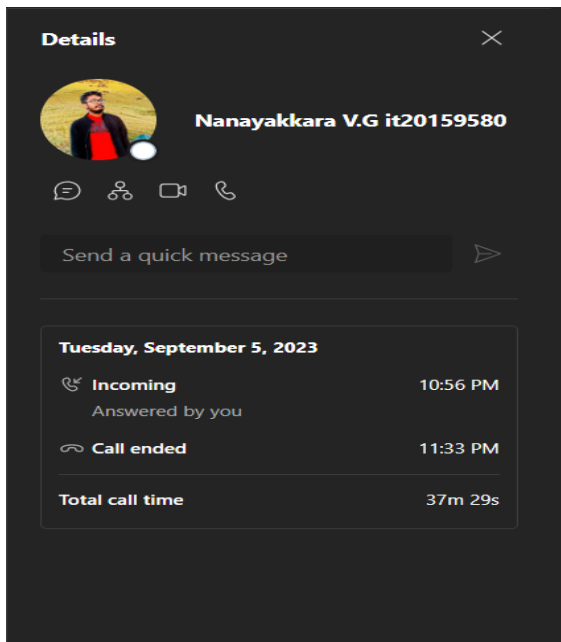 Details
Nanayakkara V.G it20159580
Send a quick message
Tuesday, September 5, 2023
Incoming 10:56 PM
Answered by you
Call ended 11:33 PM
Total call time 37m 29s